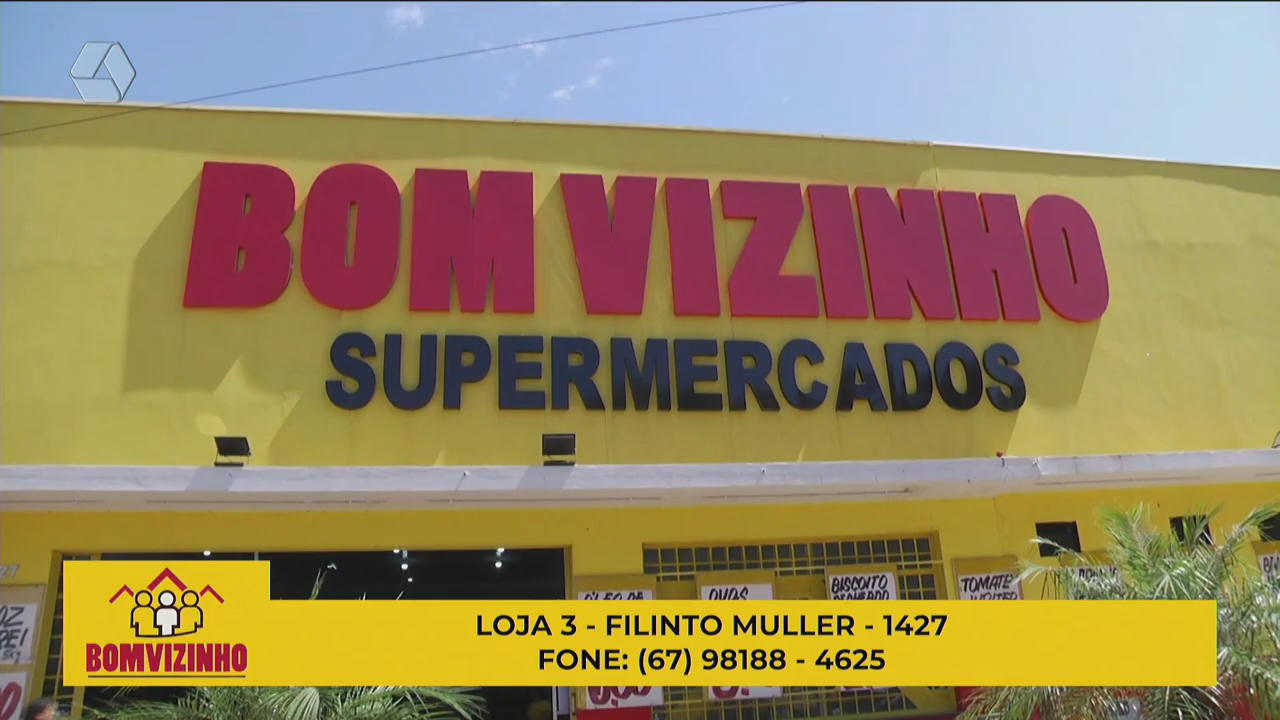 BOM VIZINHO
SUPERMERCADOS
OVOS
BISCOITO
TOMATE
LOJA 3 - FILINTO MULLER - 1427
FONE: (67) 98188 - 4625
BOMVIZINHO